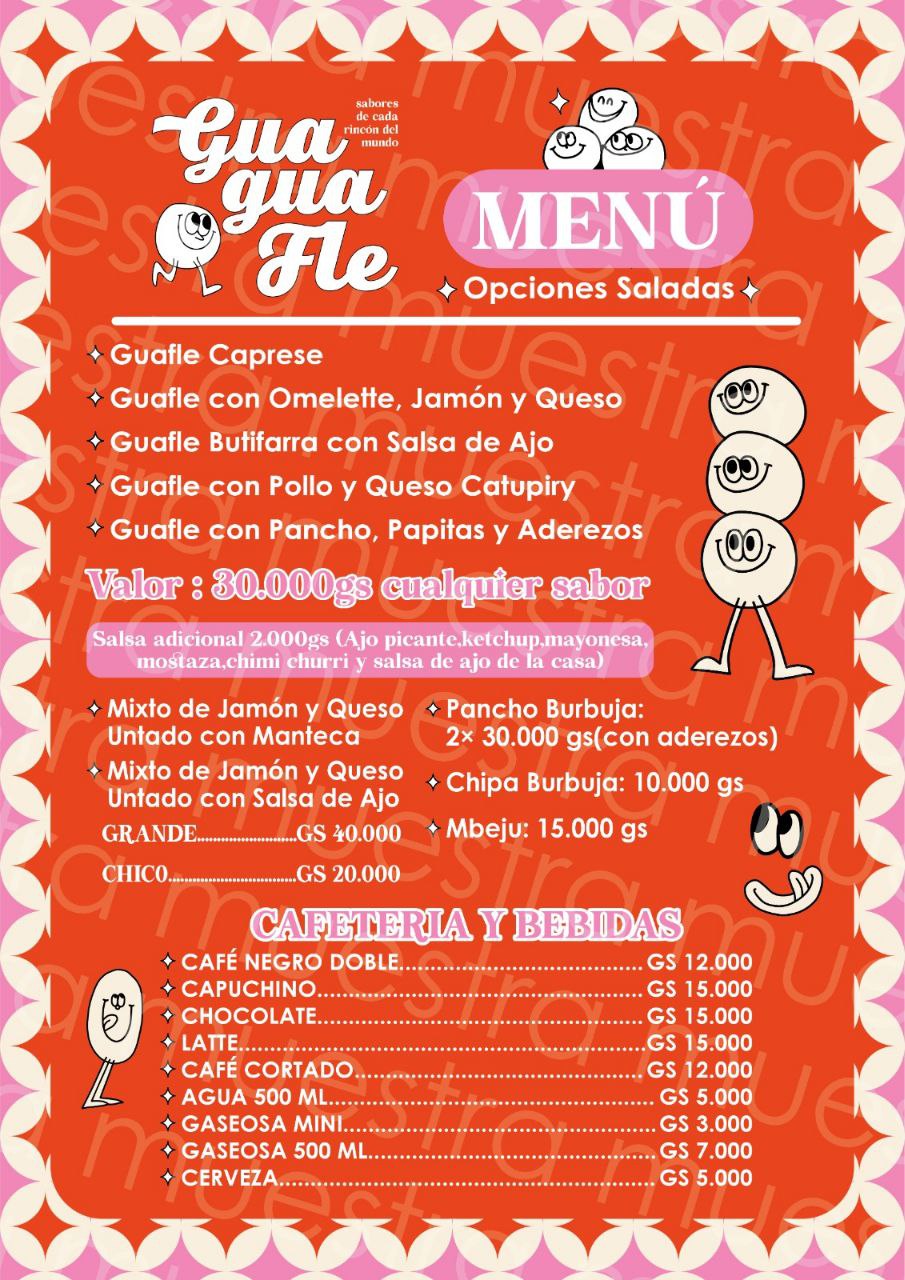 Gua
gua
Fle
sabores
de cada
rincón del
mundo
MENÚ
Opciones Saladas
Guafle Caprese
Guafle con Omelette, Jamón y Queso
Guafle Butifarra con Salsa de Ajo
Guafle con Pollo y Queso Catupiry
Guafle con Pancho, Papitas y Aderezos
Valor : 30.000gs cualquier sabor
Salsa adicional 2.000gs (Ajo picante,ketchup,mayonesa,
mostaza,chimi churri y salsa de ajo de la casa)
Mixto de Jamón y Queso
Untado con Manteca
Mixto de Jamón y Queso
Untado con Salsa de Ajo
GRANDE........................GS 40.000
CHICO...............................GS 20.000
Pancho Burbuja:
2× 30.000 gs(con aderezos)
Chipa Burbuja: 10.000 gs
Mbeju: 15.000 gs
CAFETERIA Y BEBIDAS
CAFÉ NEGRO DOBLE................................GS 12.000
CAPUCHINO...........................................GS 15.000
CHOCOLATE...........................................GS 15.000
LATTE.....................................................GS 15.000
CAFÉ CORTADO......................................GS 12.000
AGUA 500 ML..........................................GS 5.000
GASEOSA MINI........................................GS 3.000
GASEOSA 500 ML....................................GS 7.000
CERVEZA.................................................GS 5.000
muestra muestra muestra